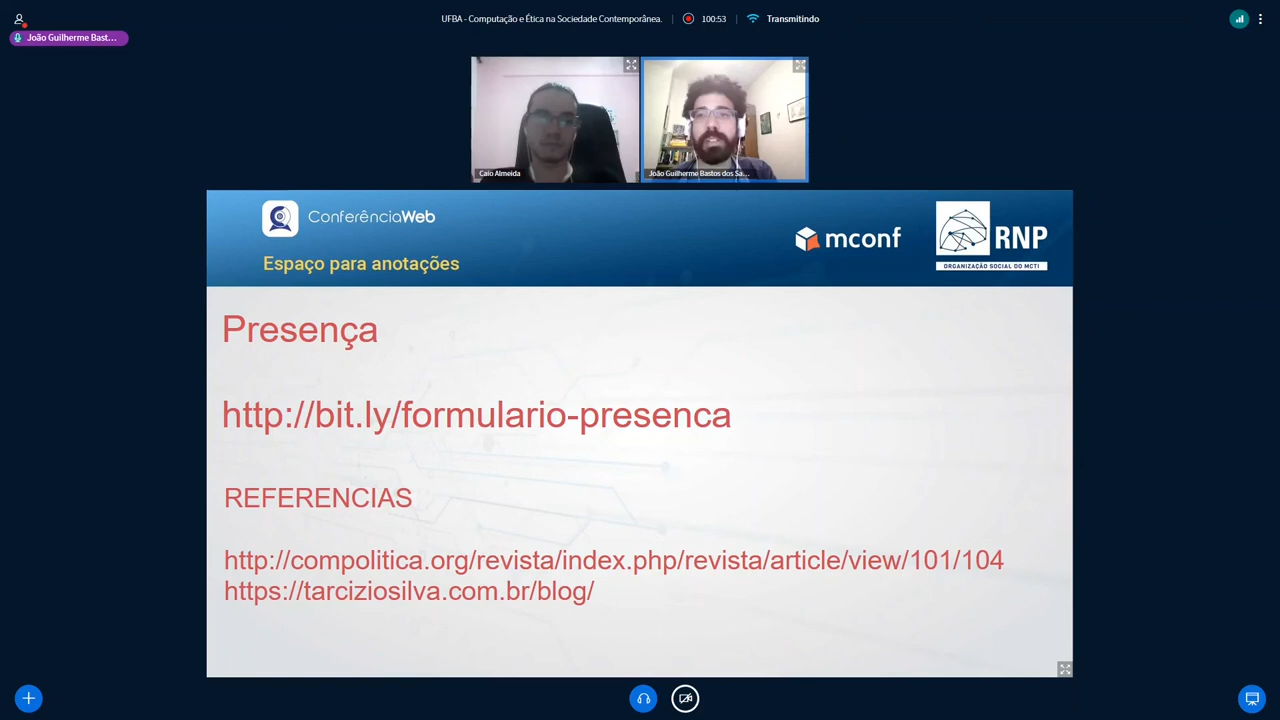 UFBA - Computação e Ética na Sociedade Contemporânea.
100:53
Transmitindo
João Guilherme Bast...
Caio Almeida
João Guilherme Bastos dos Sa...
ConferênciaWeb
Espaço para anotações
mconf
RNP
ORGANIZAÇÃO SOCIAL DO MCTI
Presença
http://bit.ly/formulario-presenca
REFERENCIAS
http://compolitica.org/revista/index.php/revista/article/view/101/104
https://tarciziosilva.com.br/blog/